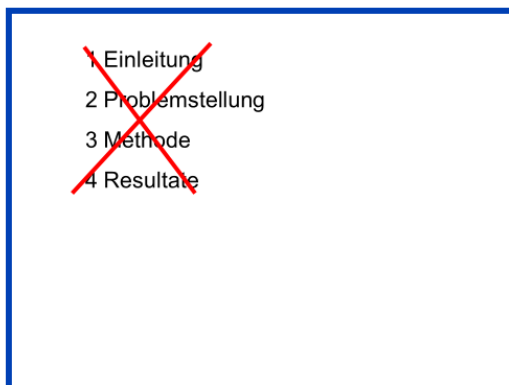 1 Einleitung
2 Problemstellung
3 Methode
4 Resultate